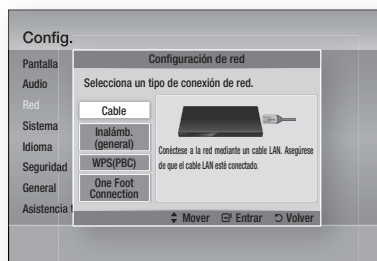 Config.
Pantalla
Audio
Red
Sistema
Idioma
Seguridad
General
Asistencia t
Configuración de red
Selecciona un tipo de conexión de red.
Cable
Inalámb.
(general)
WPS(PBC)
One Foot
Connection
Conéctese a la red mediante un cable LAN. Asegúrese
de que el cable LAN esté conectado.
Mover Entrar Volver